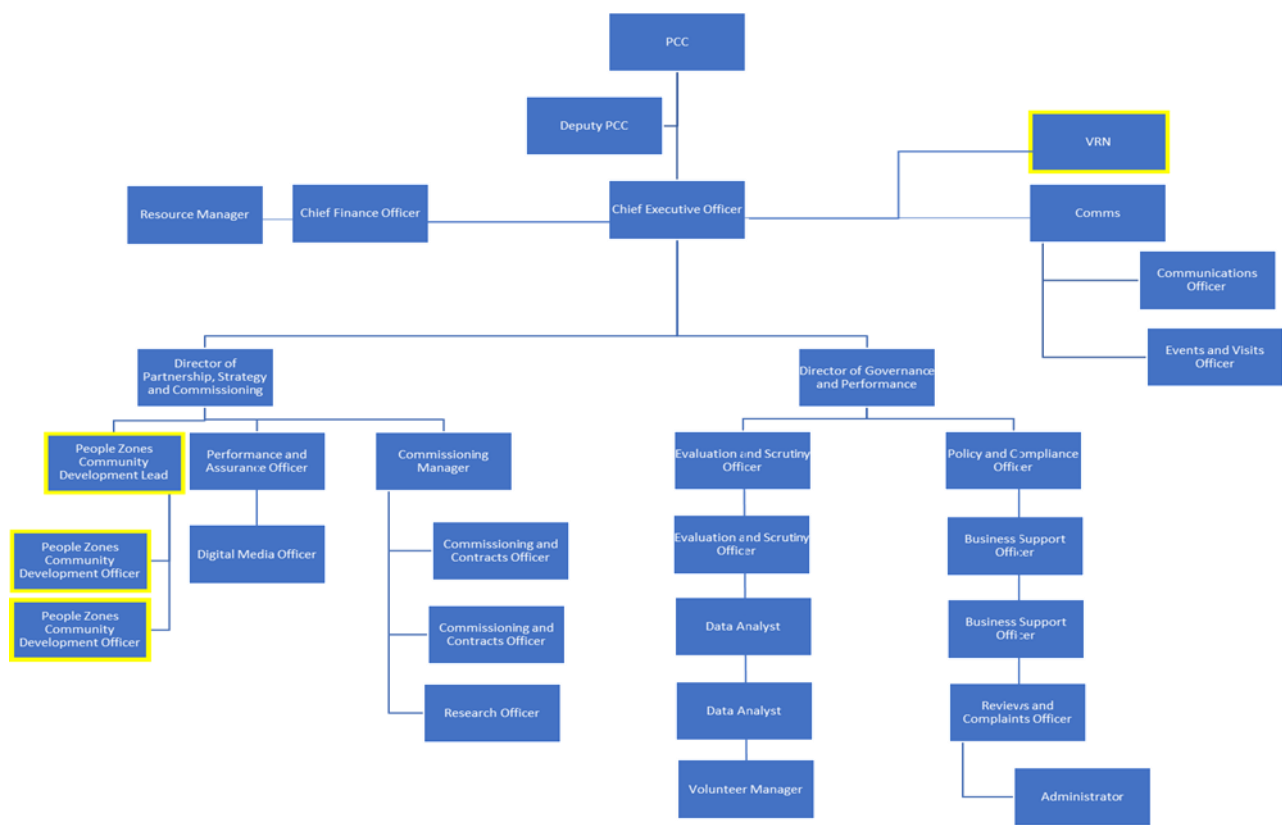 PCC
Deputy PCC
VRN
Resource Manager
Chief Finance Officer
Chief Executive Officer
Comms
Communications
Officer
Events and Visits
Officer
Director of
Partnership, Strategy
and Commissioning
Director of Governance
and Performance
People Zones
Community
Development Lead
Performance and
Assurance Officer
Commissioning
Manager
Evaluation and Scrutiny
Officer
Policy and Compliance
Officer
People Zones
Community
Development Officer
Digital Media Officer
Commissioning and
Contracts Officer
Evaluation and Scrutiny
Officer
Business Support
Officer
People Zones
Community
Development Officer
Commissioning and
Contracts Officer
Data Analyst
Business Support
Officer
Research Officer
Data Analyst
Reviews and
Complaints Officer
Volunteer Manager
Administrator